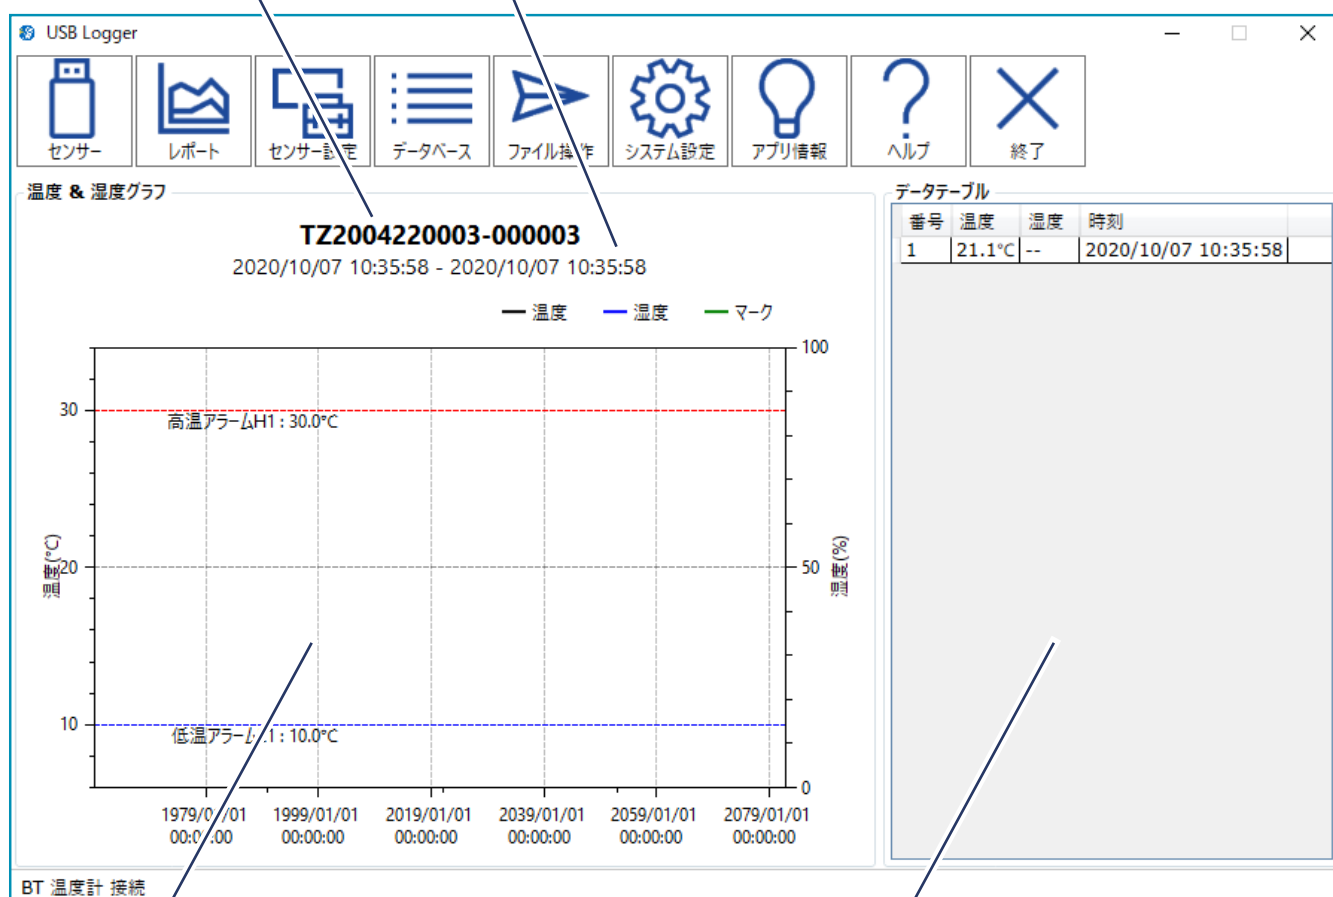 USB Logger
センサー レポート センサー設定 データベース ファイル操作 システム設定 アプリ情報 ヘルプ 終了
温度 & 湿度グラフ
TZ2004220003-000003
2020/10/07 10:35:58 - 2020/10/07 10:35:58
温度 湿度 マーク
100
30
高温アラームH1 : 30.0°C
温度(°C)
20
50
湿度(%)
10
低温アラームL1 : 10.0°C
0
1979/01/01 1999/01/01 2019/01/01 2039/01/01 2059/01/01 2079/01/01
00:00:00 00:00:00 00:00:00 00:00:00 00:00:00 00:00:00
データテーブル
番号 温度 湿度 時刻
1 21.1°C -- 2020/10/07 10:35:58
BT 温度計 接続